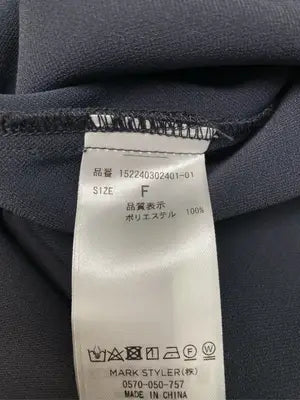 品番 152240302401-01
SIZE F
品質表示
ポリエステル 100%
MARK STYLER(株)
0570-050-757
MADE IN CHINA